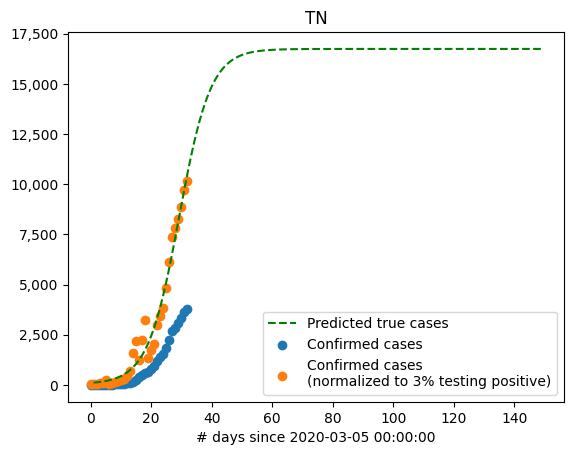 TN
17,500
15,000
12,500
10,000
7,500
5,000
2,500
0
Predicted true cases
Confirmed cases
Confirmed cases
(normalized to 3% testing positive)
0 20 40 60 80 100 120 140
# days since 2020-03-05 00:00:00